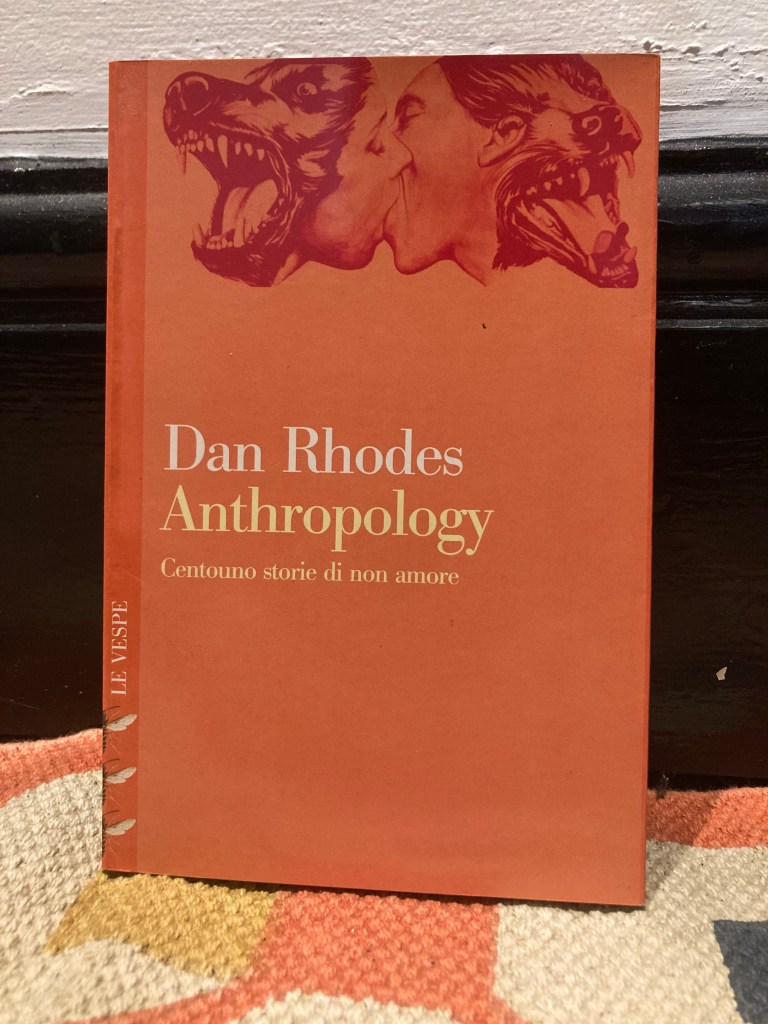 Dan Rhodes
Anthropology
Centouno storie di non amore
LE VESPE